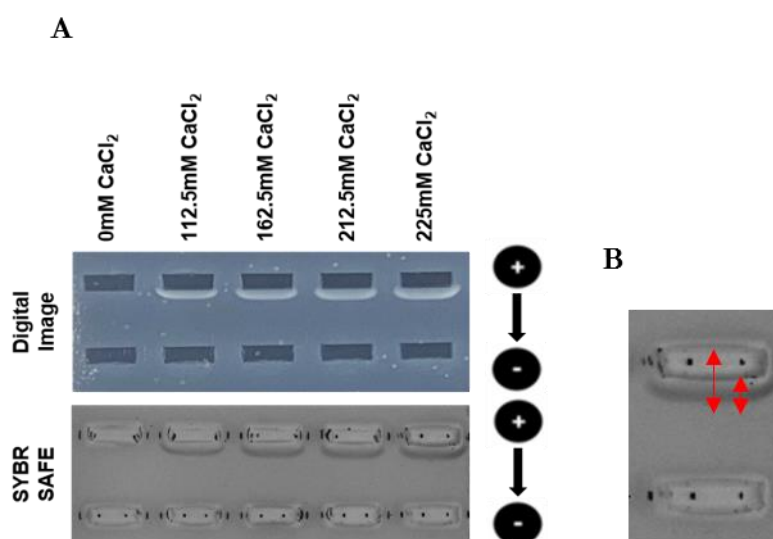 A
0mM CaCl₂
112.5mM CaCl₂
162.5mM CaCl₂
212.5mM CaCl₂
225mM CaCl₂
Digital
Image
+
-
SYBR
SAFE
+
-
B